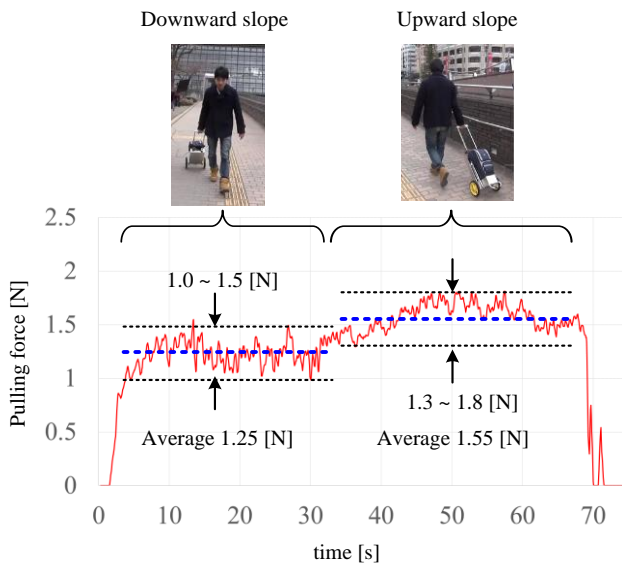 Downward slope
Upward slope
2.5
2
1.5
1
0.5
0
Pulling force [N]
1.0 ~ 1.5 [N]
Average 1.25 [N]
1.3 ~ 1.8 [N]
Average 1.55 [N]
0
10
20
30
40
50
60
70
time [s]